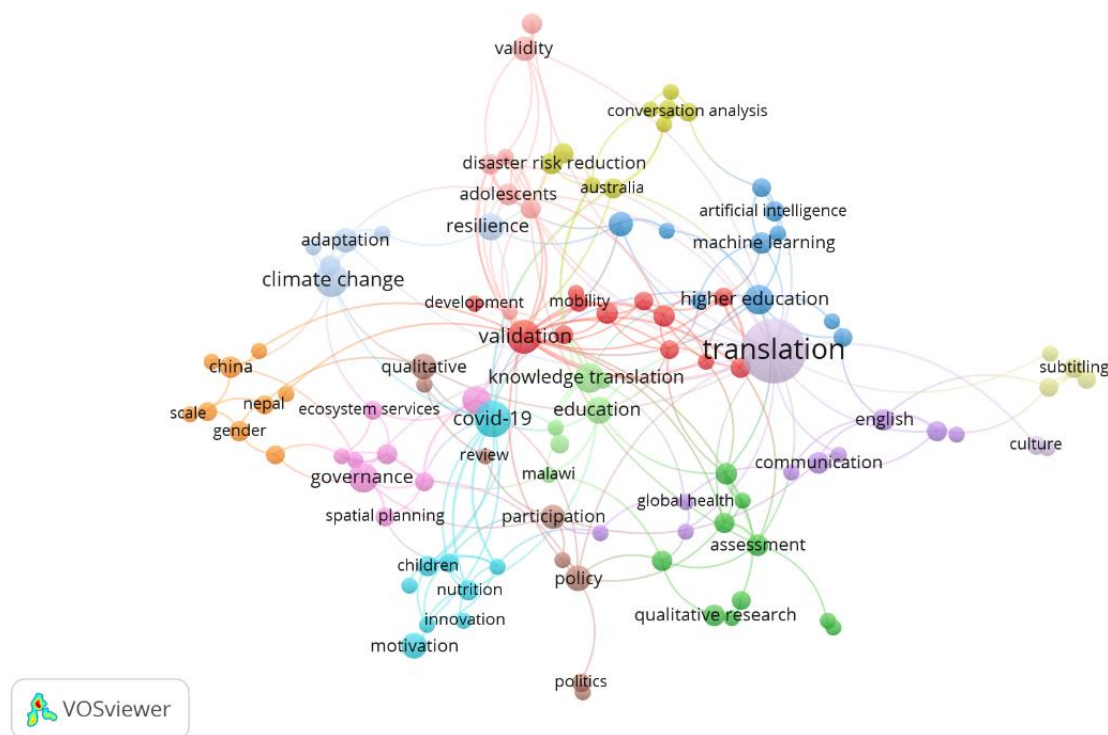 validity
conversation analysis
disaster risk reduction
australia
adolescents
artificial intelligence
resilience
adaptation
machine learning
climate change
development
mobility
higher education
validation
translation
china
qualitative
knowledge translation
subtitling
scale
nepal
ecosystem services
covid-19
education
english
gender
culture
review
communication
governance
malawi
global health
spatial planning
participation
assessment
children
policy
nutrition
innovation
qualitative research
motivation
politics
VOSviewer